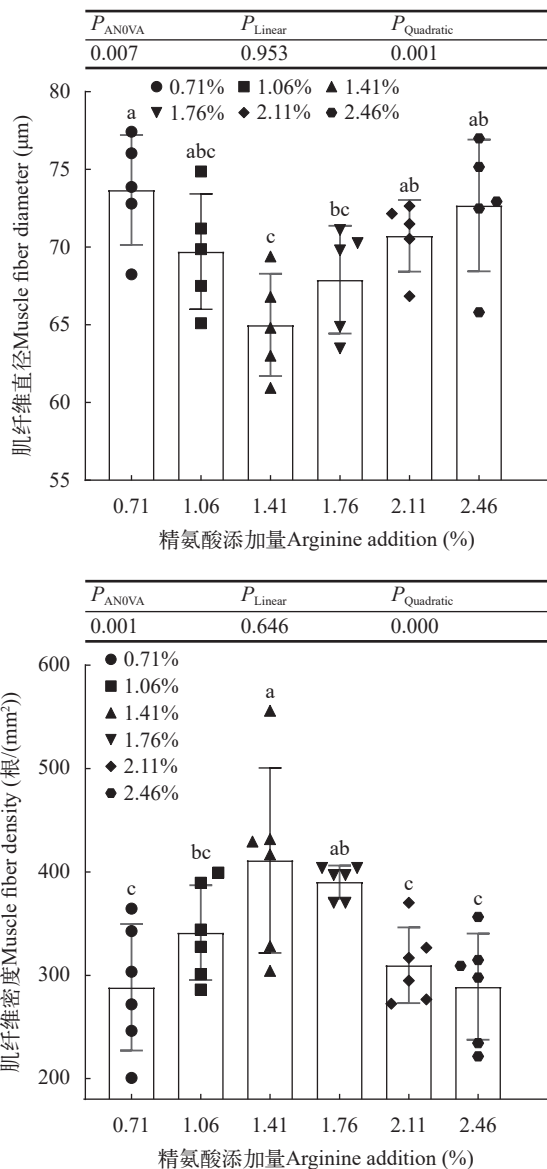 P_ANOVA P_Linear P_Quadratic
0.007 0.953 0.001
80
75
70
65
60
55
肌纤维直径Muscle fiber diameter (μm)
0.71% 1.06% 1.41%
1.76% 2.11% 2.46%
a abc c bc ab ab
0.71 1.06 1.41 1.76 2.11 2.46
精氨酸添加量Arginine addition (%)
P_AN0VA P_Linear P_Quadratic
0.001 0.646 0.000
600
500
400
300
200
肌纤维密度Muscle fiber density (根/(mm²))
0.71%
1.06%
1.41%
1.76%
2.11%
2.46%
c bc a ab c c
0.71 1.06 1.41 1.76 2.11 2.46
精氨酸添加量Arginine addition (%)